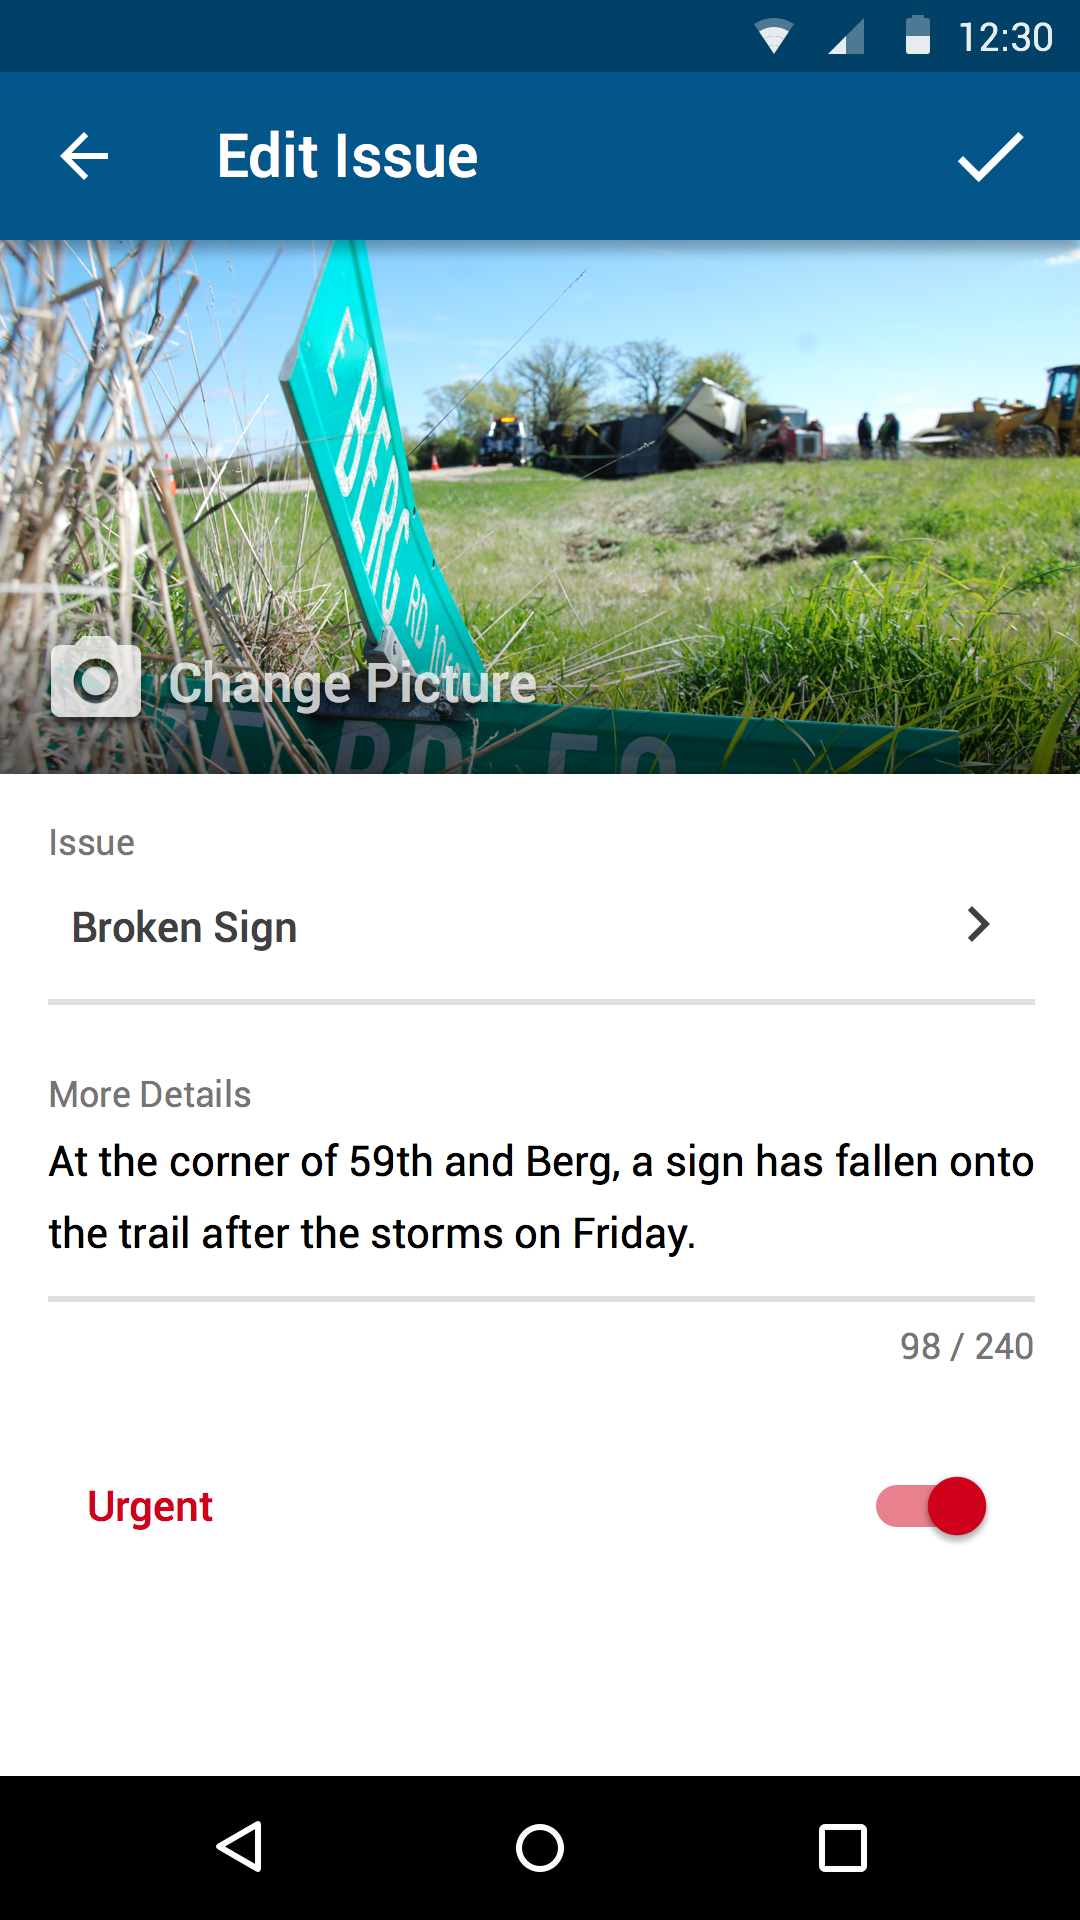 12:30
Edit Issue
E BERG RD
Change Picture
Issue
Broken Sign
More Details
At the corner of 59th and Berg, a sign has fallen onto
the trail after the storms on Friday.
98 / 240
Urgent